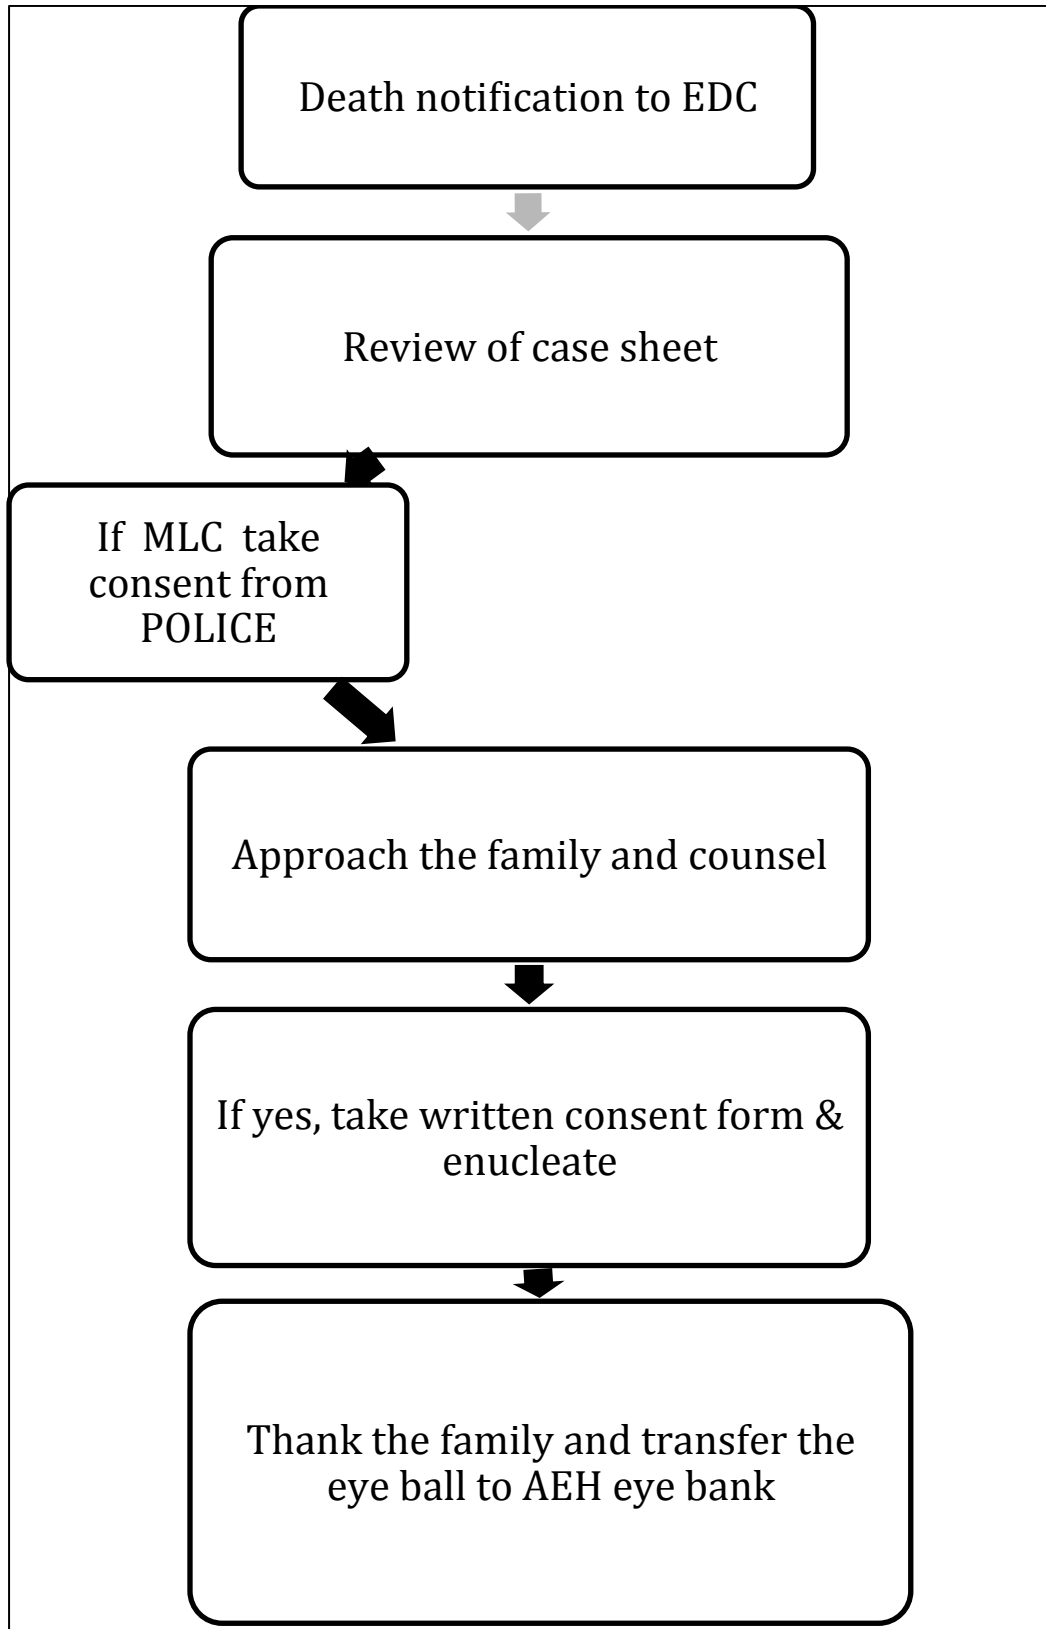 Death notification to EDC
Review of case sheet
If MLC take
consent from
POLICE
Approach the family and counsel
If yes, take written consent form &
enucleate
Thank the family and transfer the
eye ball to AEH eye bank